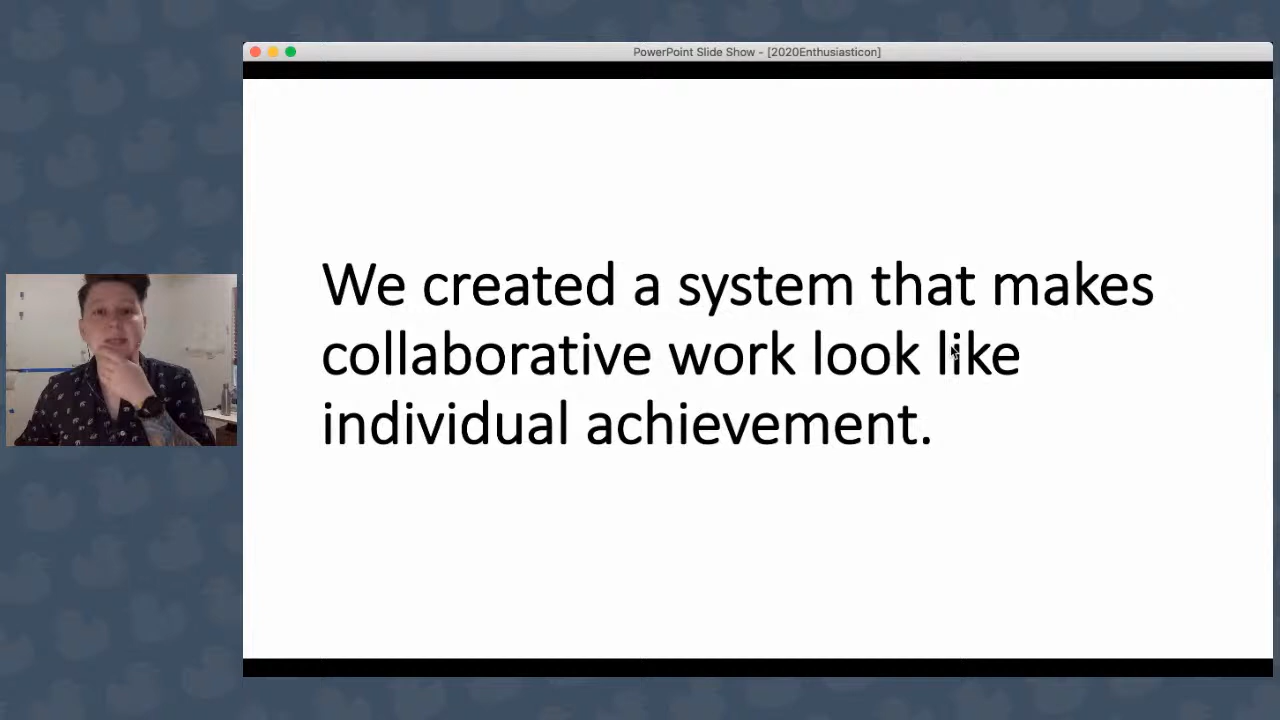 PowerPoint Slide Show - [2020Enthusiasticon]
We created a system that makes
collaborative work look like
individual achievement.